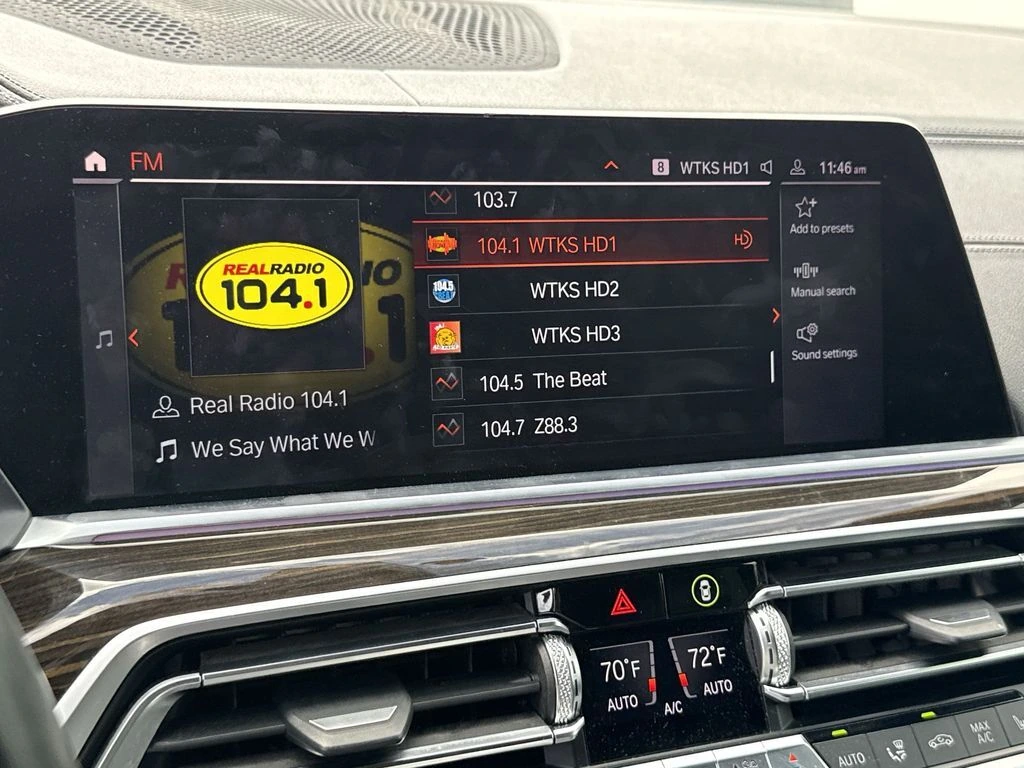 FM
8 WTKS HD1 11:46 am
103.7
104.1 WTKS HD1 HD
WTKS HD2
WTKS HD3
104.5 The Beat
104.7 Z88.3
REALRADIO
104.1
Real Radio 104.1
We Say What We W
Add to presets
Manual search
Sound settings
70°F
AUTO
72°F
AUTO
A/C
AUTO
MAX
A/C